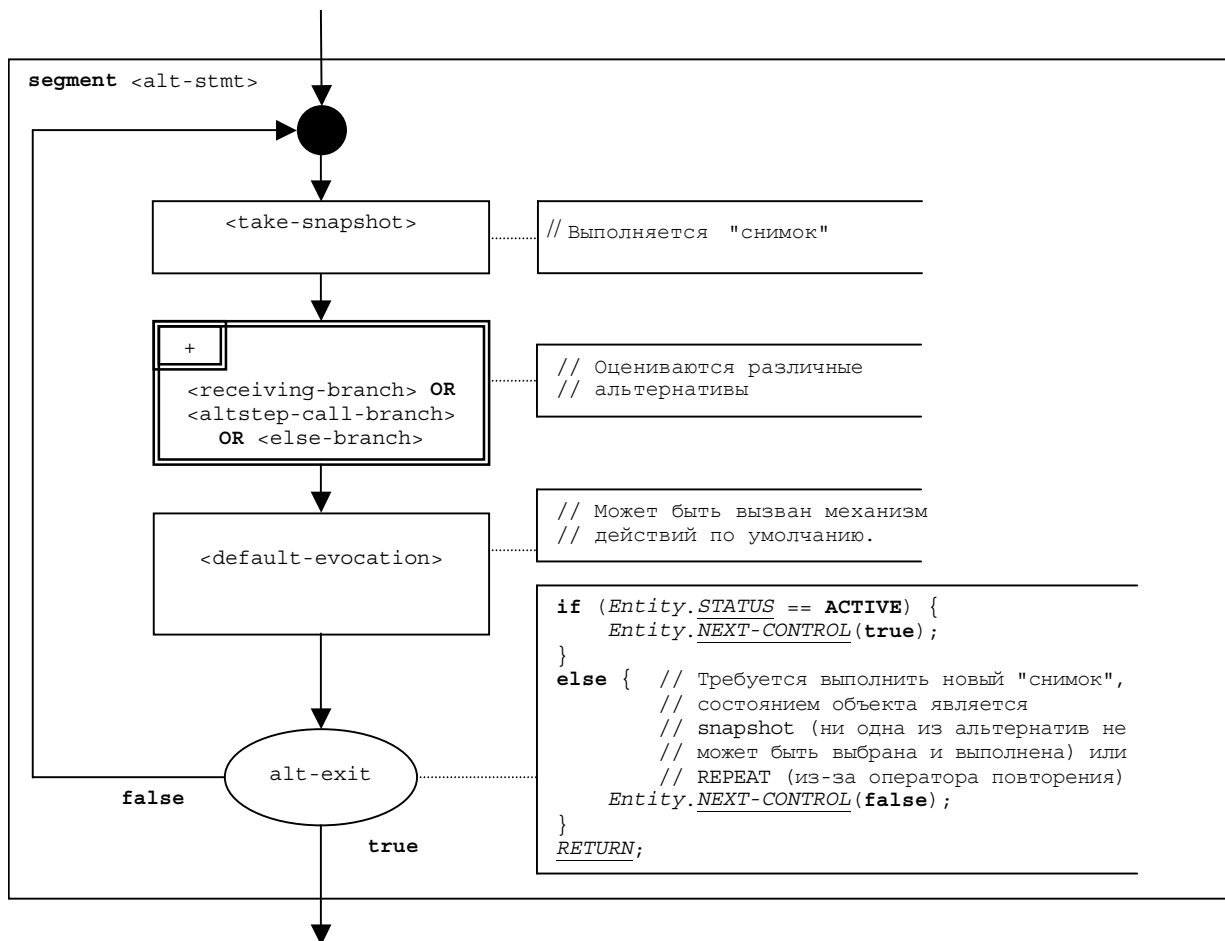 segment <alt-stmt>
<take-snapshot>
// Выполняется "снимок"
+
<receiving-branch> OR
<altstep-call-branch>
OR <else-branch>
// Оцениваются различные
// альтернативы
<default-evocation>
// Может быть вызван механизм
// действий по умолчанию.
alt-exit
if (Entity.STATUS == ACTIVE) {
Entity.NEXT-CONTROL(true);
}
else { // Требуется выполнить новый "снимок",
// состоянием объекта является
// snapshot (ни одна из альтернатив не
// может быть выбрана и выполнена) или
// REPEAT (из-за оператора повторения)
Entity.NEXT-CONTROL(false);
}
RETURN;
false
true